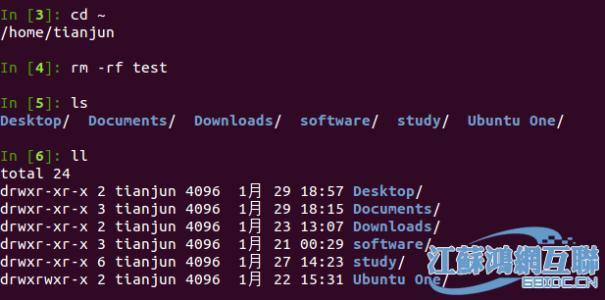 In [3]: cd ~
/home/tianjun
In [4]: rm -rf test
In [5]: ls
Desktop/  Documents/  Downloads/  software/  study/  Ubuntu One/
In [6]: ll
total 24
drwxr-xr-x 2 tianjun 4096  1月 29 18:57 Desktop/
drwxr-xr-x 3 tianjun 4096  1月 29 18:15 Documents/
drwxr-xr-x 2 tianjun 4096  1月 23 13:07 Downloads/
drwxr-xr-x 3 tianjun 4096  1月 21 00:29 software/
drwxr-xr-x 6 tianjun 4096  1月 27 14:23 study/
drwxrwxr-x 2 tianjun 4096  1月 22 15:31 Ubuntu One/
江蘇鴻網互聯
68IDC.CN